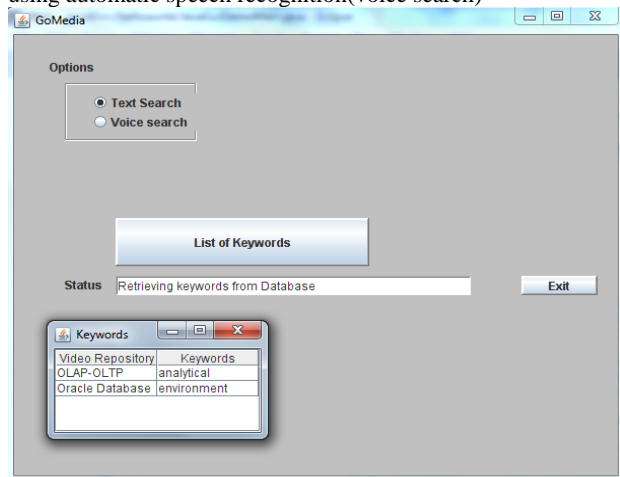 using automatic speech recognition(voice search)
GoMedia
Options
Text Search
Voice search
List of Keywords
Status Retrieving keywords from Database Exit
Keywords
Video Repository Keywords
OLAP-OLTP analytical
Oracle Database environment